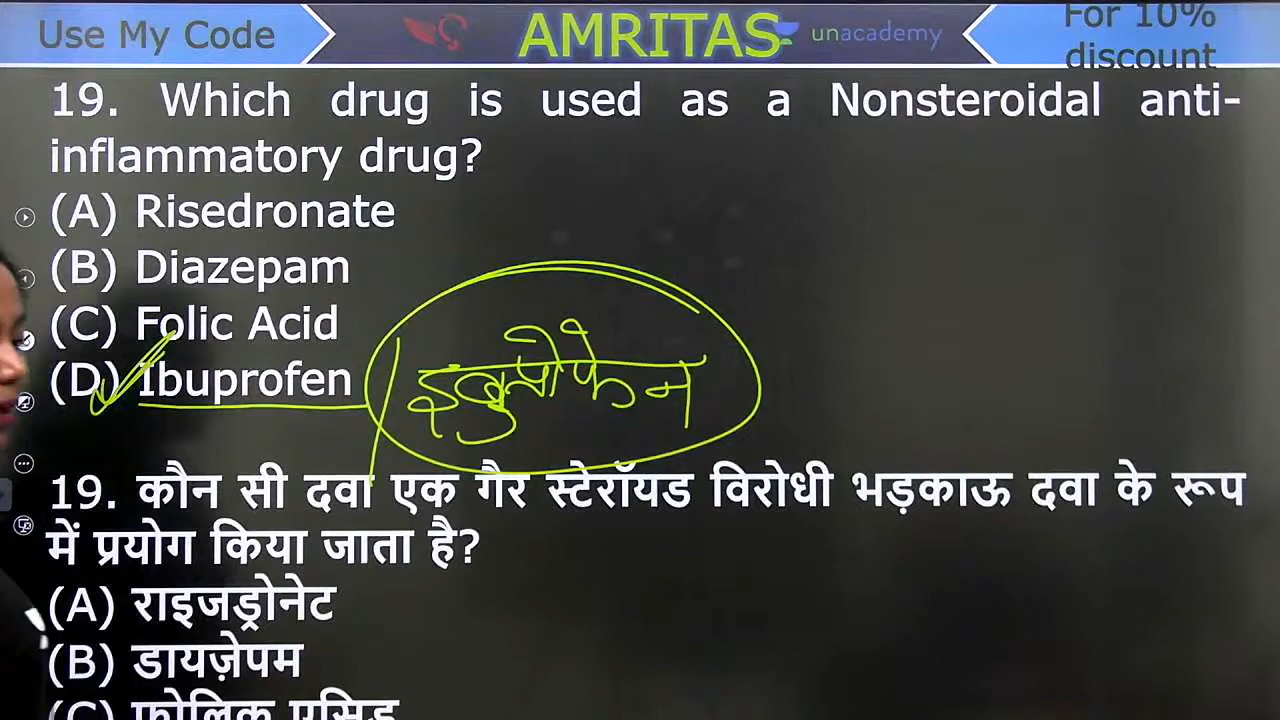 Use My Code
AMRITAS
unacademy
For 10%
discount
19. Which drug is used as a Nonsteroidal anti-
inflammatory drug?
(A) Risedronate
(B) Diazepam
(C) Folic Acid
(D) Ibuprofen
19. कौन सी दवा एक गैर स्टेरॉयड विरोधी भड़काऊ दवा के रूप
में प्रयोग किया जाता है?
(A) राइजड्रोनेट
(B) डायज़ेपम
(C) फोलिक एसिड